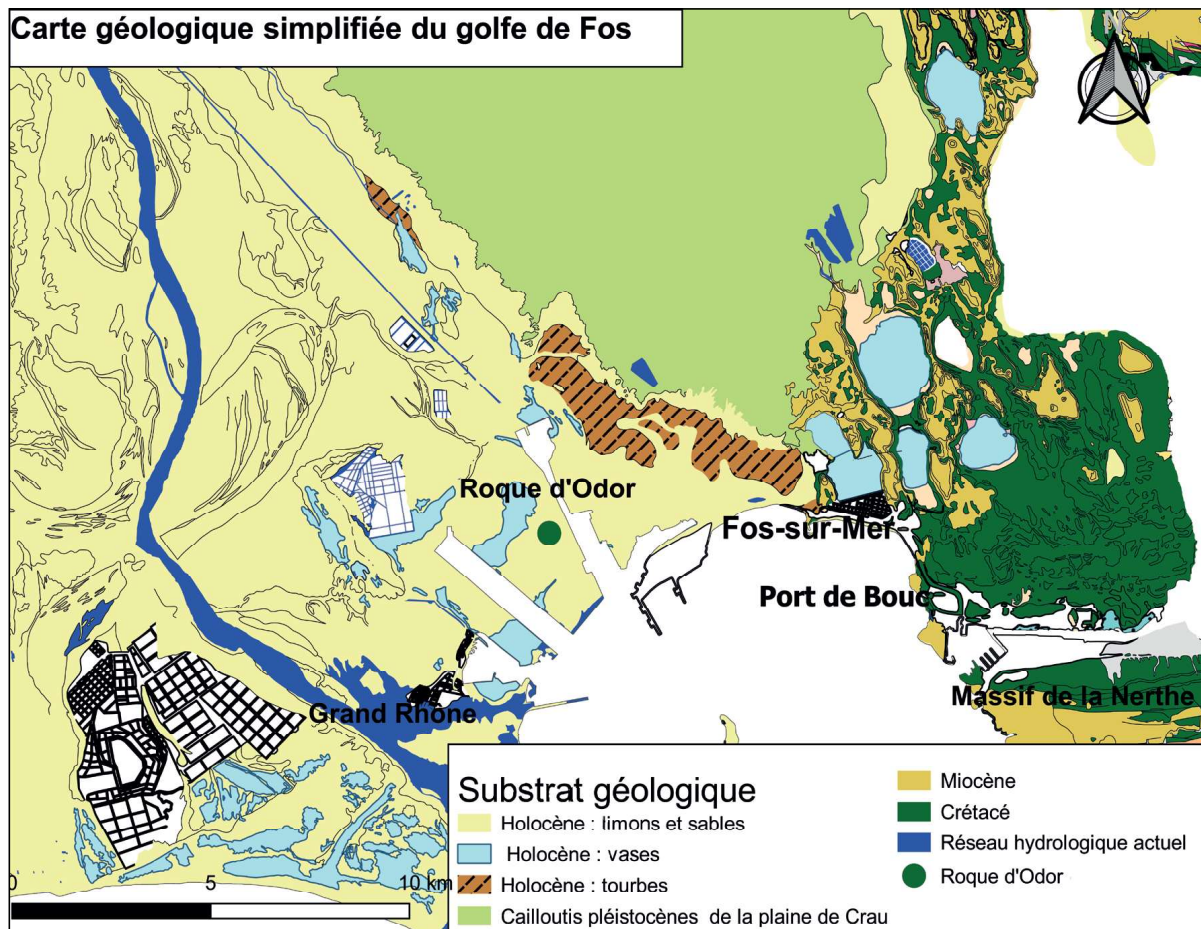 Carte géologique simplifiée du golfe de Fos
N
Roque d'Odor
Fos-sur-Mer
Port de Bouc
Massif de la Nerthe
Grand Rhône
Substrat géologique
Holocène : limons et sables
Holocène : vases
Holocène : tourbes
Cailloutis pléistocènes de la plaine de Crau
Miocène
Crétacé
Réseau hydrologique actuel
Roque d'Odor
0 5 10 km